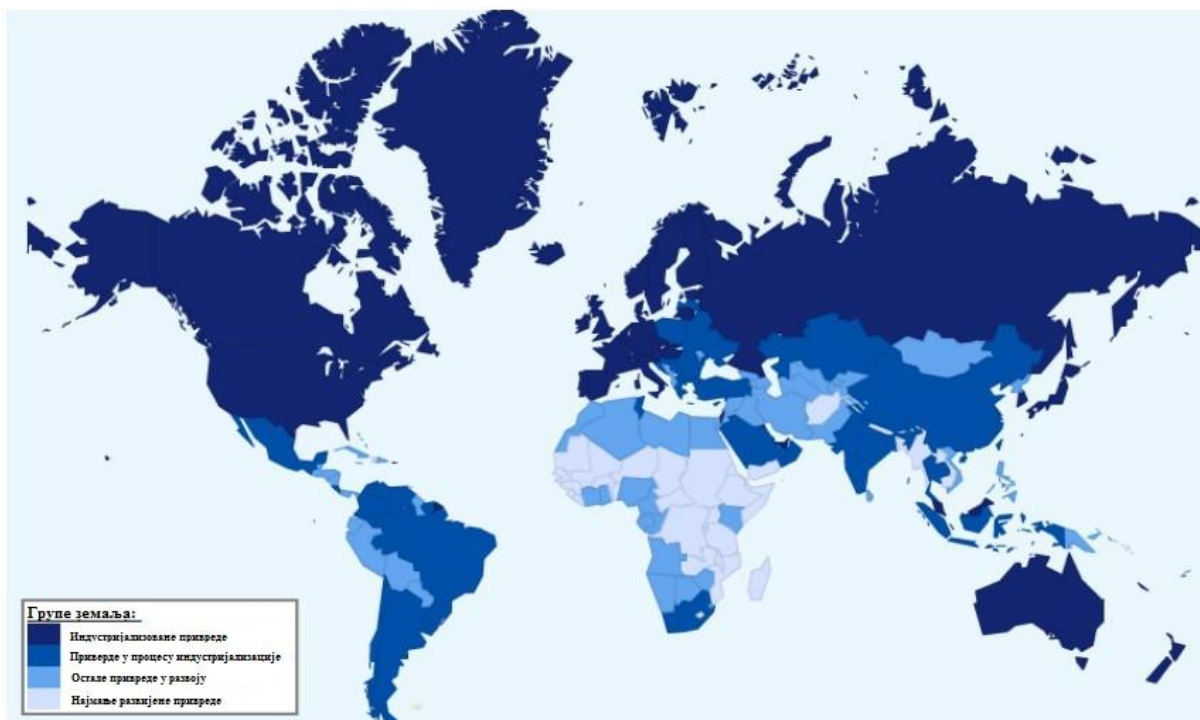 Групе земаља:
Индустријализоване привреде
Приверде у процесу индустријализације
Остале привреде у развоју
Најмање развијене привреде